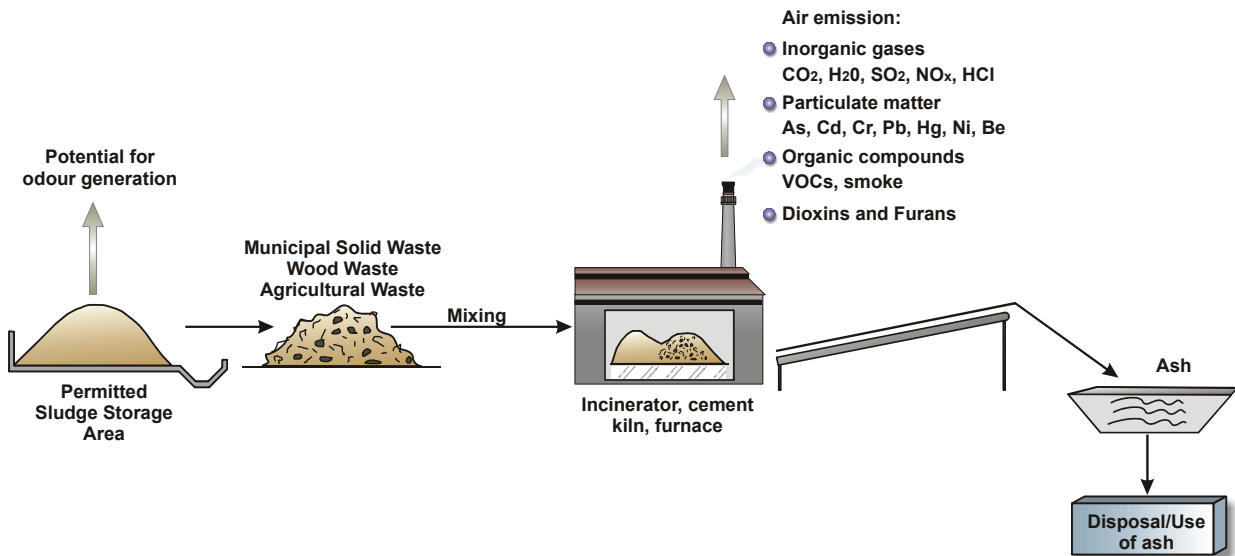 Potential for
odour generation
Permitted
Sludge Storage
Area
Municipal Solid Waste
Wood Waste
Agricultural Waste
Mixing
Incinerator, cement
kiln, furnace
Air emission:
Inorganic gases
CO₂, H₂0, SO₂, NOₓ, HCl
Particulate matter
As, Cd, Cr, Pb, Hg, Ni, Be
Organic compounds
VOCs, smoke
Dioxins and Furans
Ash
Disposal/Use
of ash